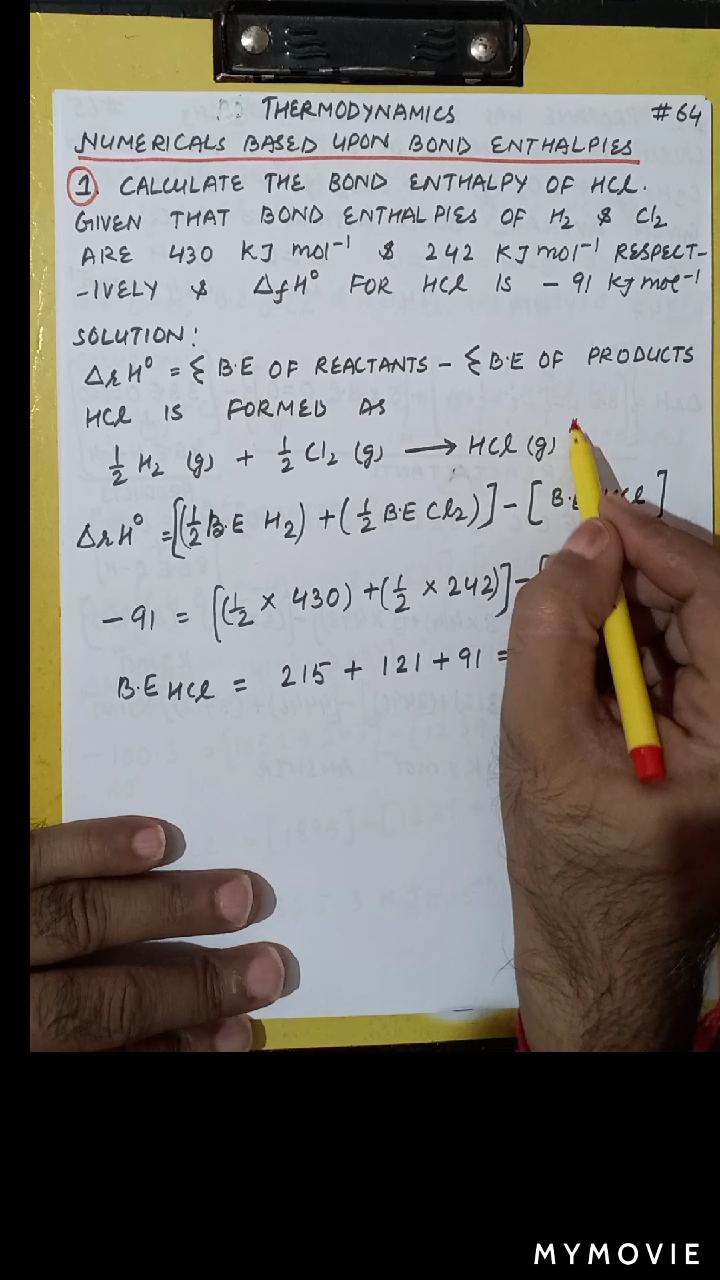 THERMODYNAMICS #64
NUMERICALS BASED UPON BOND ENTHALPIES
1. CALCULATE THE BOND ENTHALPY OF HCl.
GIVEN THAT BOND ENTHALPIES OF H₂ & Cl₂
ARE 430 KJ mol⁻¹ & 242 KJ mol⁻¹ RESPECT-
-IVELY & ΔfH° FOR HCl IS - 91 KJ mol⁻¹
SOLUTION:
ΔrH° = Σ B.E OF REACTANTS - Σ B.E OF PRODUCTS
HCl IS FORMED AS
½ H₂ (g) + ½ Cl₂ (g) ⟶ HCl (g)
ΔrH° = [(½ B.E H₂) + (½ B.E Cl₂)] - [B.E ]
-91 = [(½ × 430) + (½ × 242)] - [
B.E HCl = 215 + 121 + 91 =
MYMOVIE